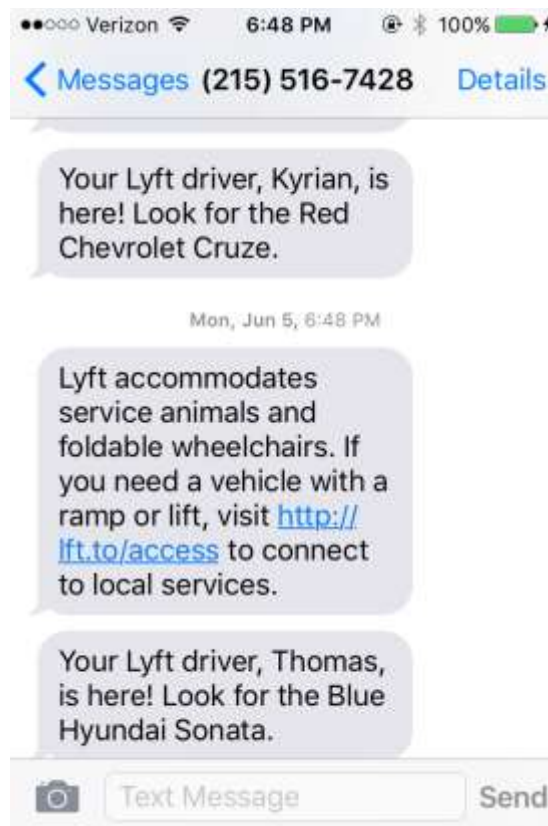 Verizon 6:48 PM 100%
Messages (215) 516-7428 Details
Your Lyft driver, Kyrian, is
here! Look for the Red
Chevrolet Cruze.
Mon, Jun 5, 6:48 PM
Lyft accommodates
service animals and
foldable wheelchairs. If
you need a vehicle with a
ramp or lift, visit http://
lft.to/access to connect
to local services.
Your Lyft driver, Thomas,
is here! Look for the Blue
Hyundai Sonata.
Text Message Send